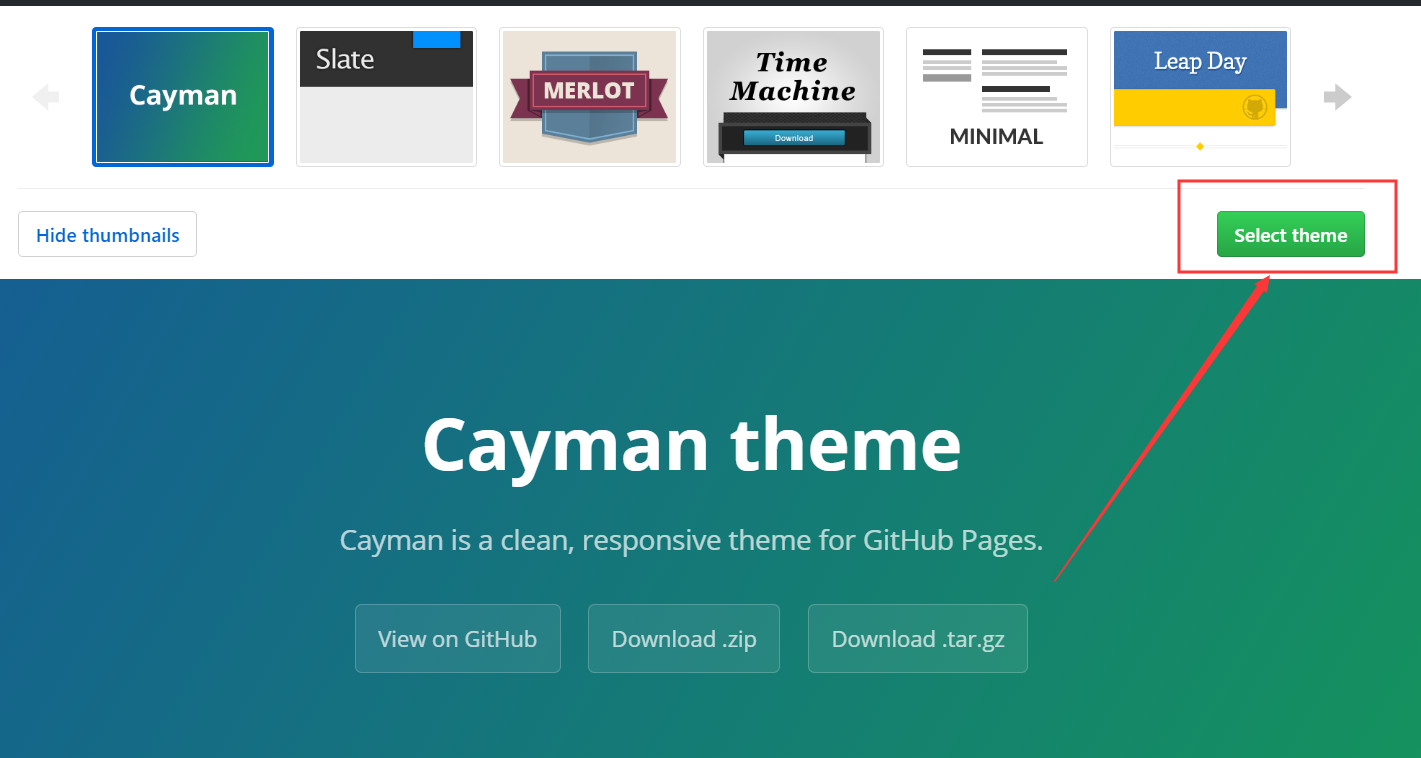 Cayman
Slate
MERLOT
Time
Machine
Download
MINIMAL
Leap Day
Hide thumbnails
Select theme
Cayman theme
Cayman is a clean, responsive theme for GitHub Pages.
View on GitHub
Download .zip
Download .tar.gz